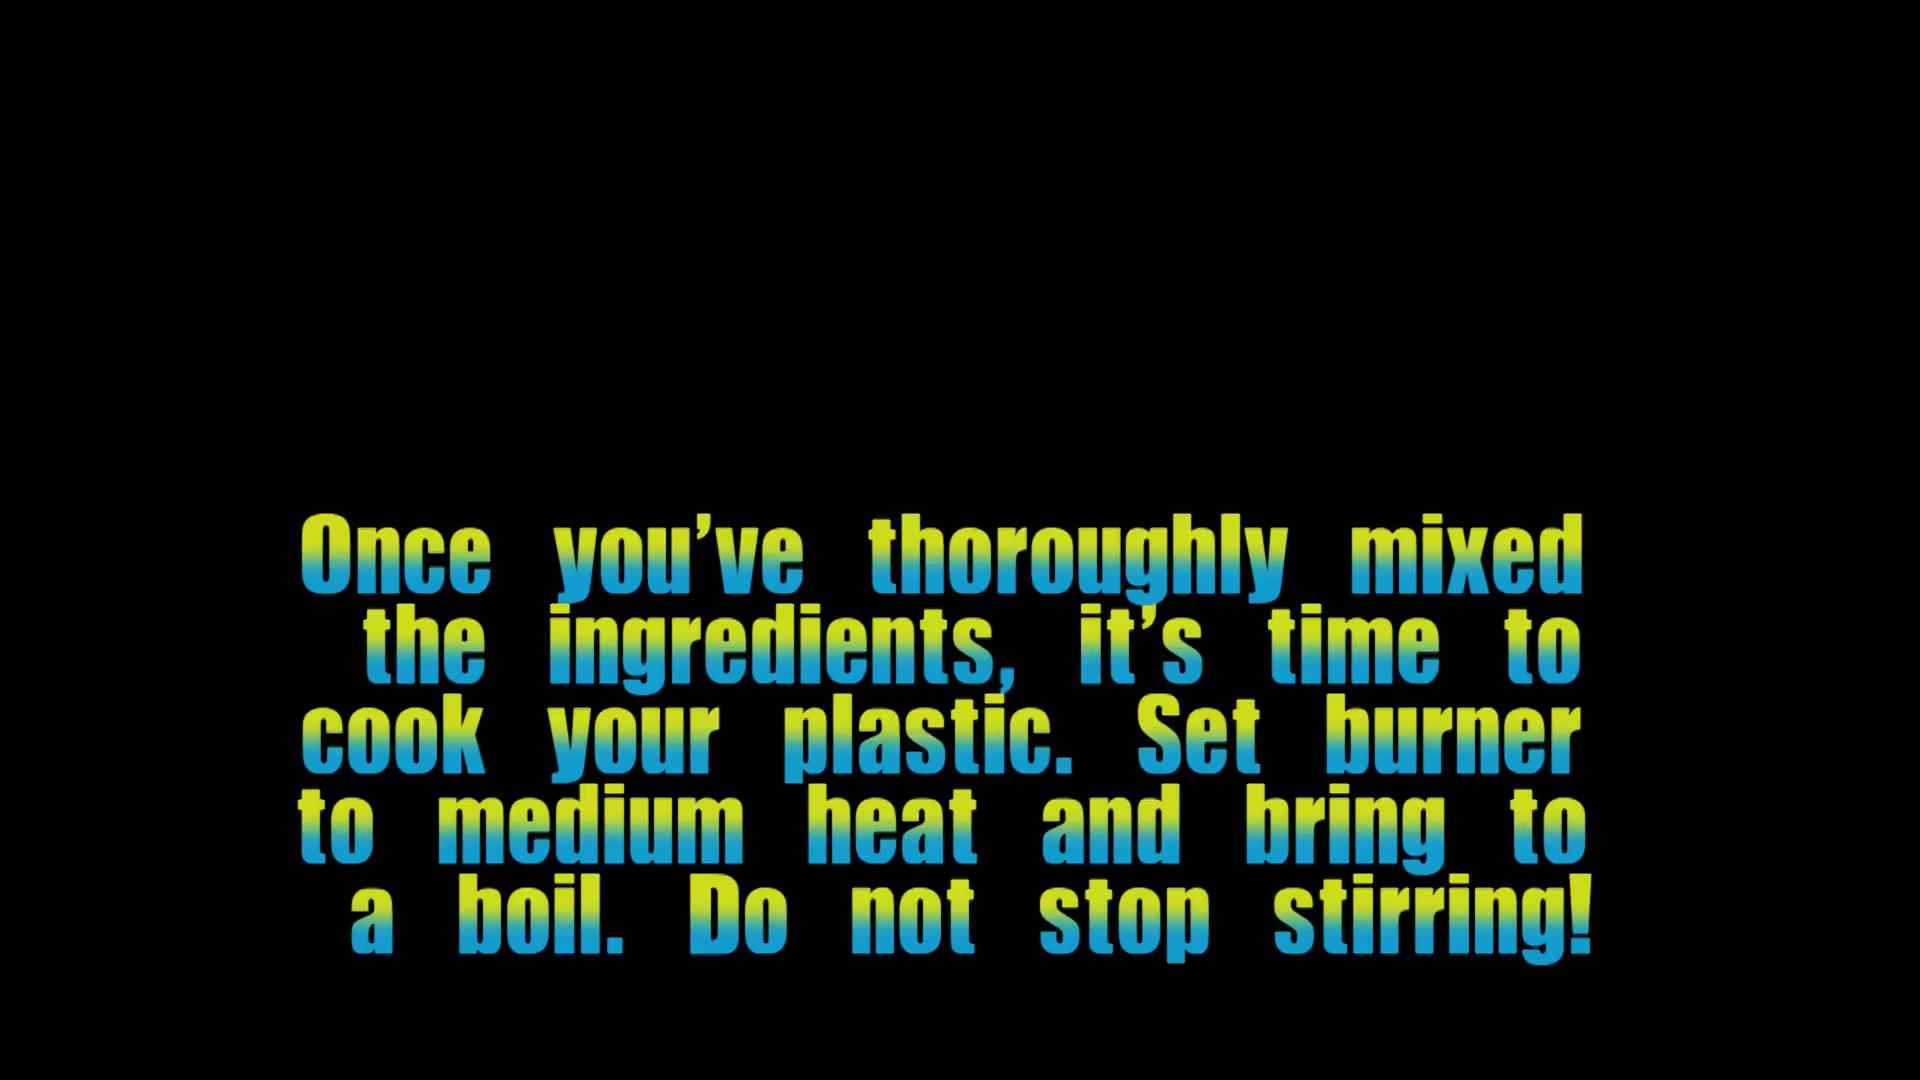 Once you’ve thoroughly mixed
the ingredients, it’s time to
cook your plastic. Set burner
to medium heat and bring to
a boil. Do not stop stirring!